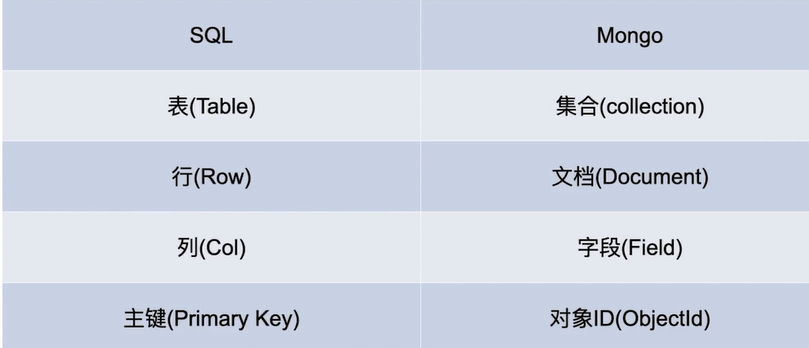 SQL Mongo
表(Table) 集合(collection)
行(Row) 文档(Document)
列(Col) 字段(Field)
主键(Primary Key) 对象ID(ObjectId)